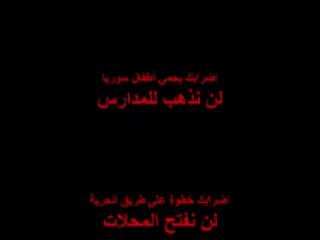 اضرابك يحمي اطفال سوريا
لن نذهب للمدارس
اضرابك خطوة على طريق الحرية
لن نفتح المحلات